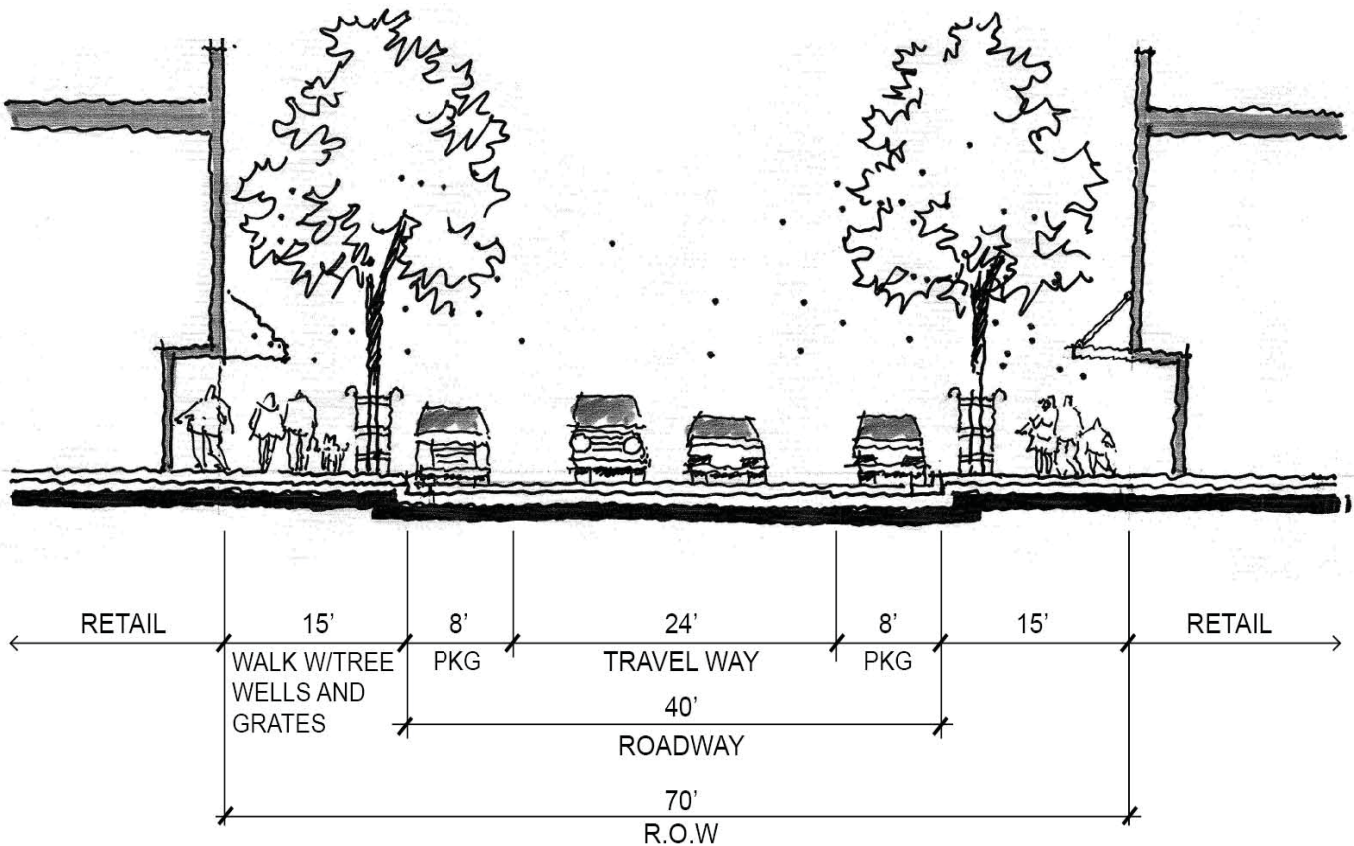 RETAIL 15’ 8’ 24’ 8’ 15’ RETAIL
WALK W/TREE PKG TRAVEL WAY PKG
WELLS AND
GRATES
40’
ROADWAY
70’
R.O.W